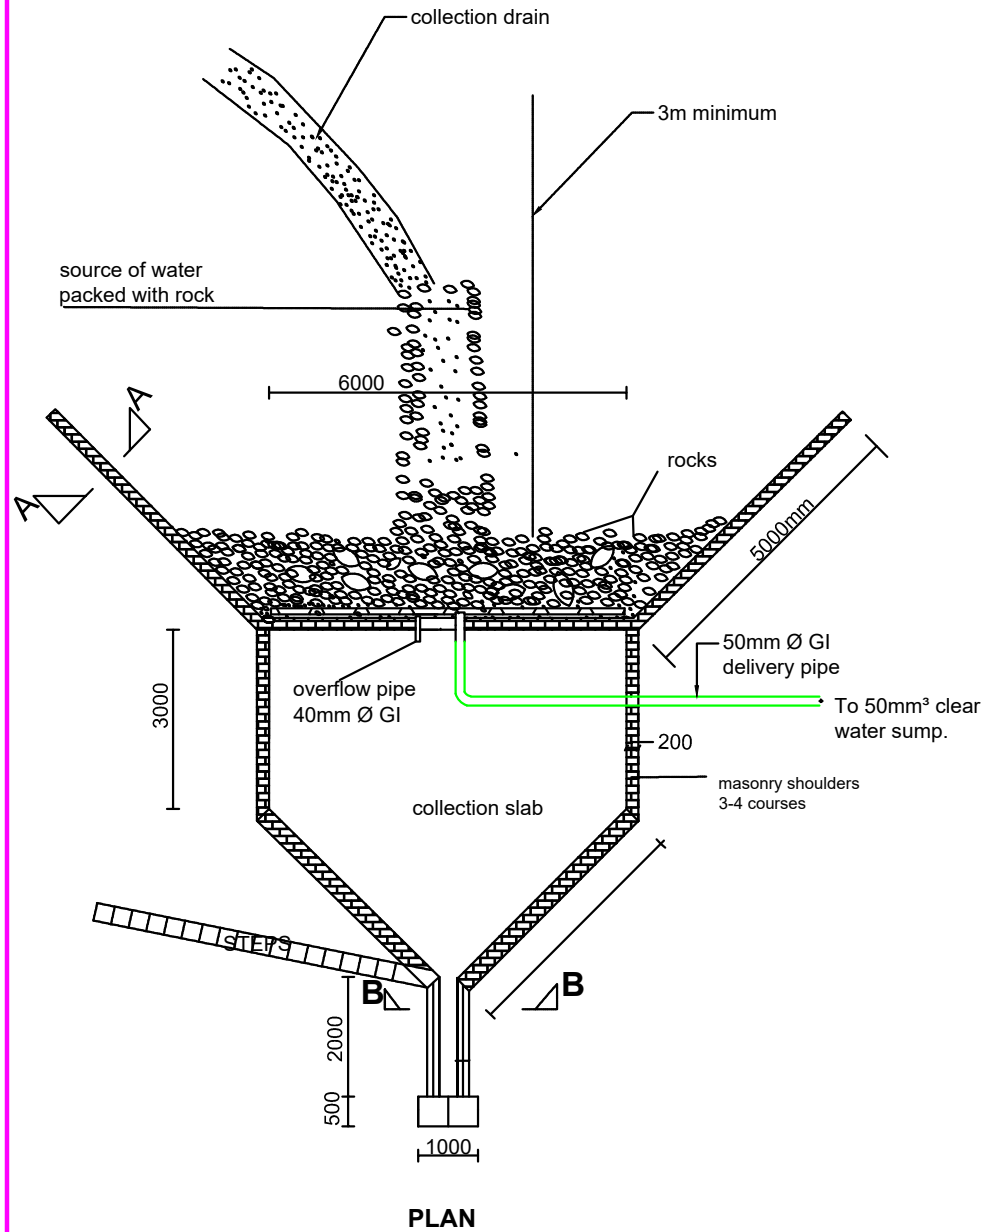 collection drain
3m minimum
source of water
packed with rock
6000
A
A
rocks
5000mm
50mm Ø GI
delivery pipe
overflow pipe
40mm Ø GI
To 50mm³ clear
water sump.
3000
200
masonry shoulders
3-4 courses
collection slab
STEPS
B
B
2000
500
1000
PLAN